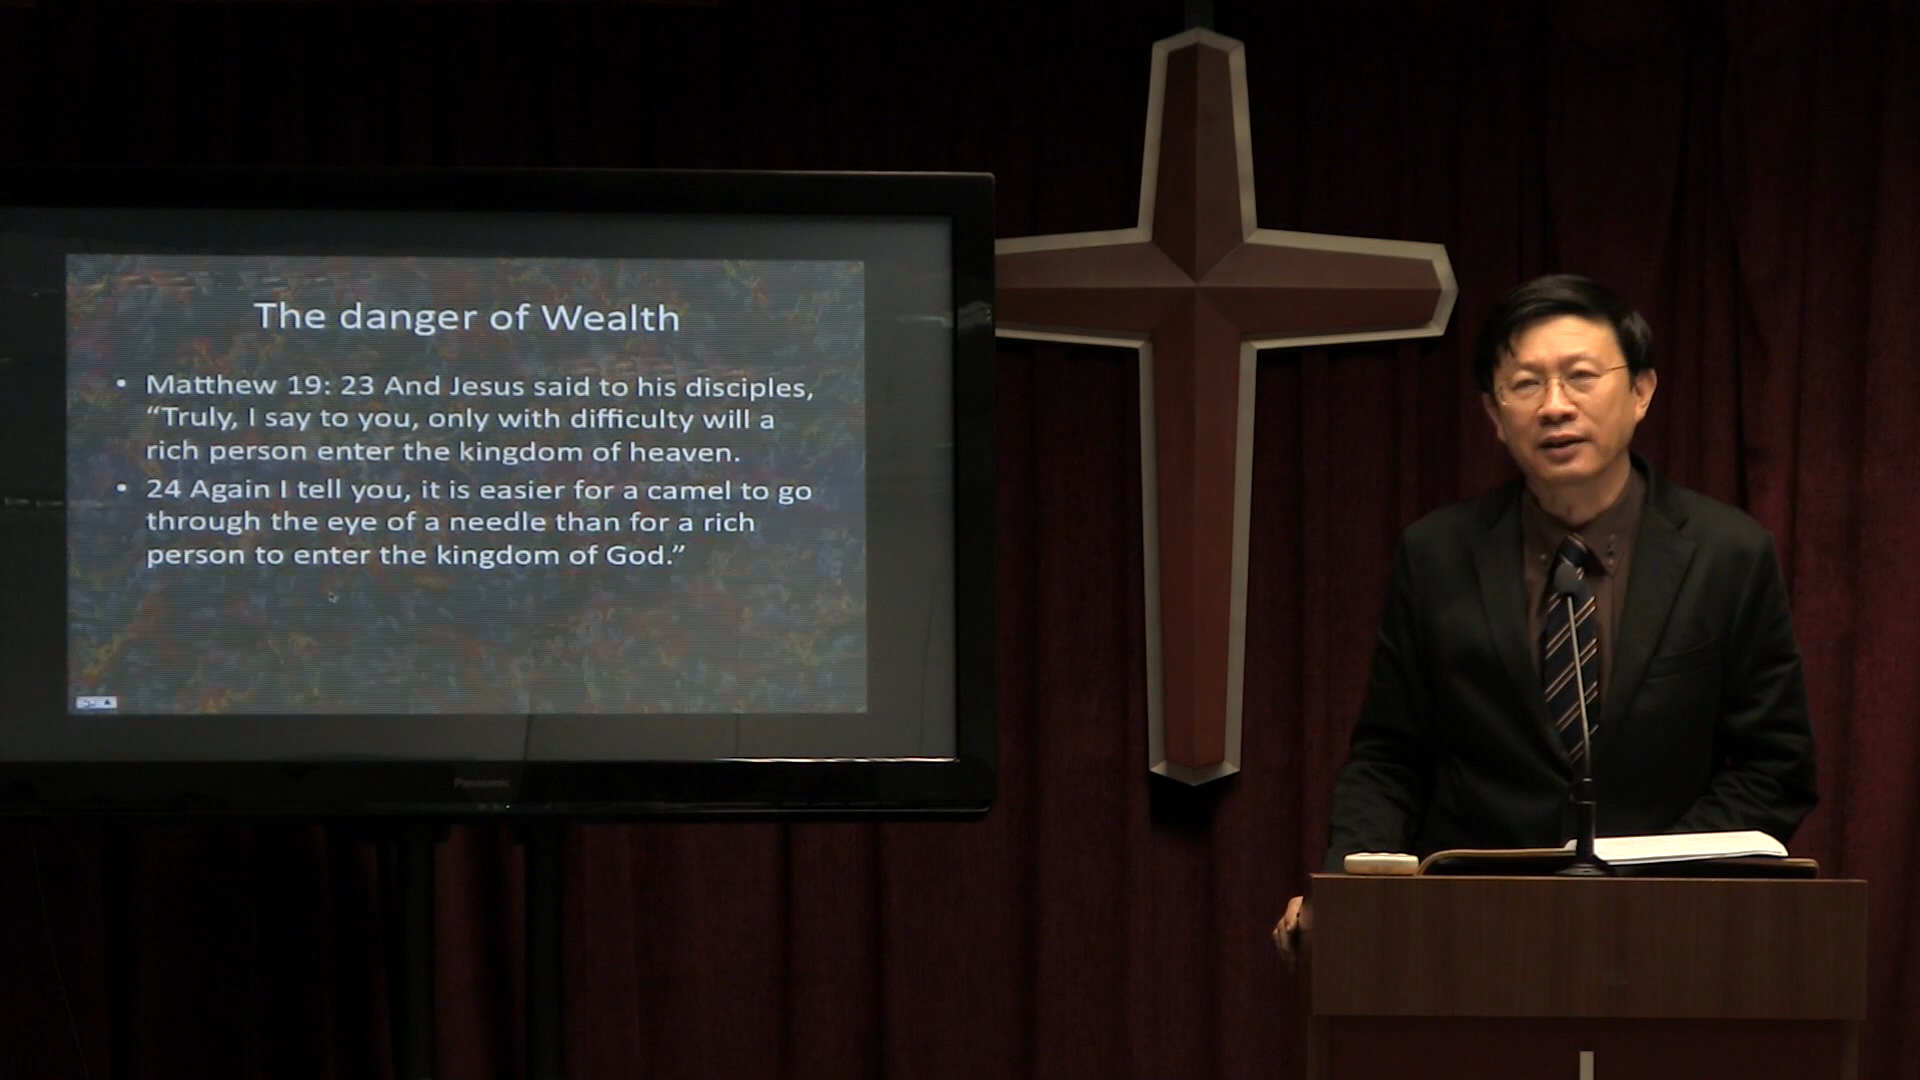 The danger of Wealth
• Matthew 19: 23 And Jesus said to his disciples,
“Truly, I say to you, only with difficulty will a
rich person enter the kingdom of heaven.
• 24 Again I tell you, it is easier for a camel to go
through the eye of a needle than for a rich
person to enter the kingdom of God.”
Panasonic